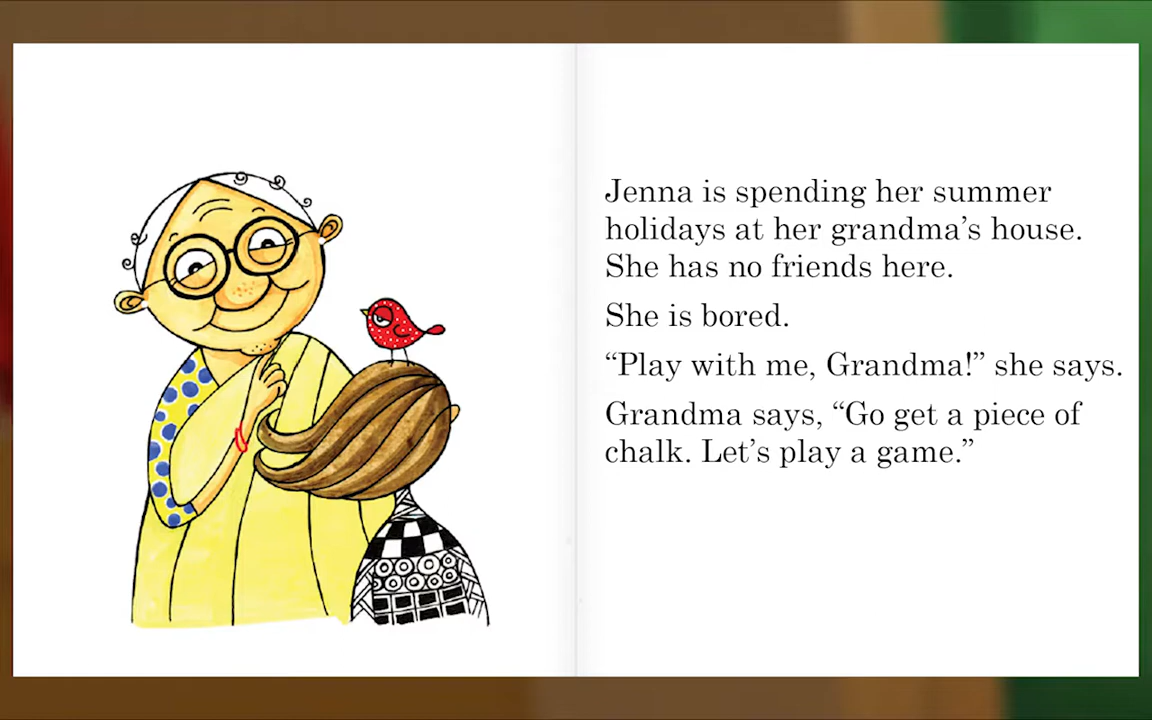 Jenna is spending her summer
holidays at her grandma’s house.
She has no friends here.
She is bored.
“Play with me, Grandma!” she says.
Grandma says, “Go get a piece of
chalk. Let’s play a game.”